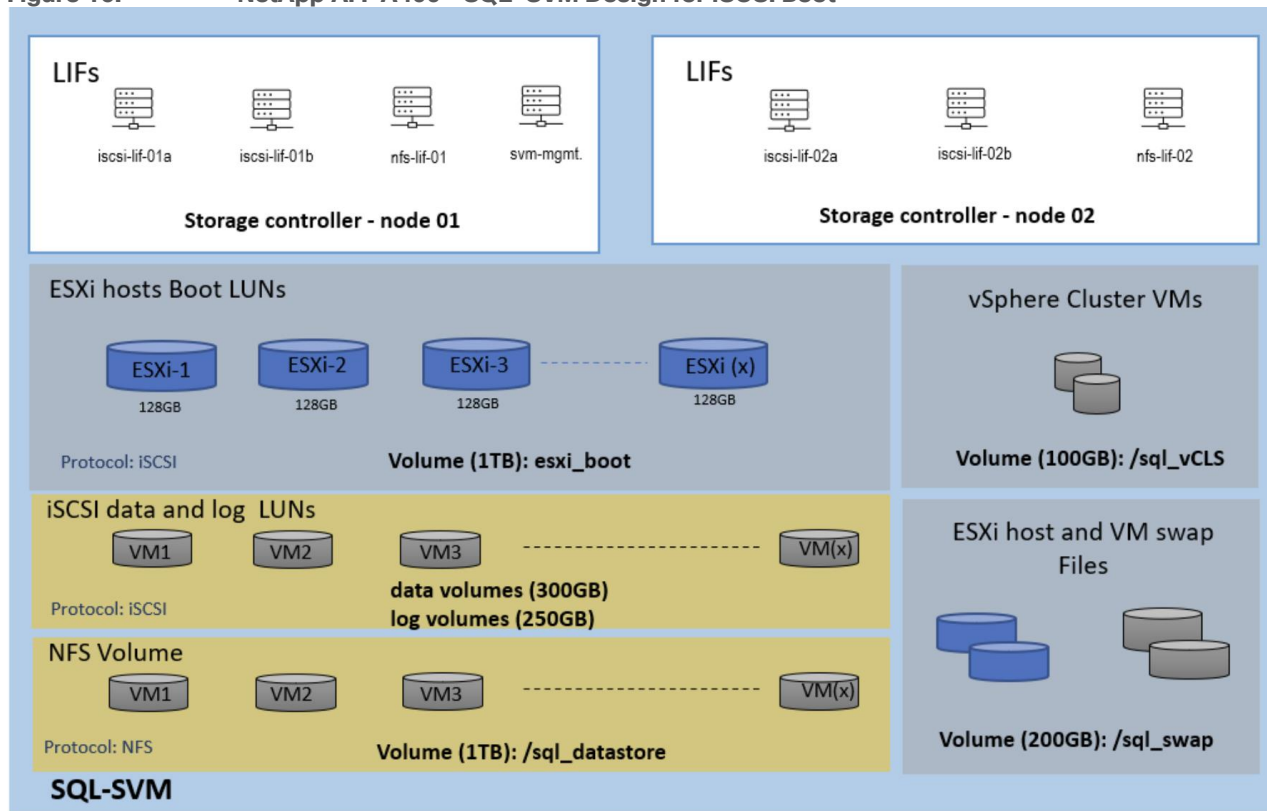 LIFs
iscsi-lif-01a iscsi-lif-01b nfs-lif-01 svm-mgmt.
Storage controller - node 01
LIFs
iscsi-lif-02a iscsi-lif-02b nfs-lif-02
Storage controller - node 02
ESXi hosts Boot LUNs
ESXi-1 ESXi-2 ESXi-3 ESXi (x)
128GB 128GB 128GB 128GB
Protocol: iSCSI Volume (1TB): esxi_boot
vSphere Cluster VMs
Volume (100GB): /sql_vCLS
iSCSI data and log LUNs
VM1 VM2 VM3 VM(x)
data volumes (300GB)
Protocol: iSCSI
log volumes (250GB)
ESXi host and VM swap
Files
Volume (200GB): /sql_swap
NFS Volume
VM1 VM2 VM3 VM(x)
Protocol: NFS Volume (1TB): /sql_datastore
SQL-SVM